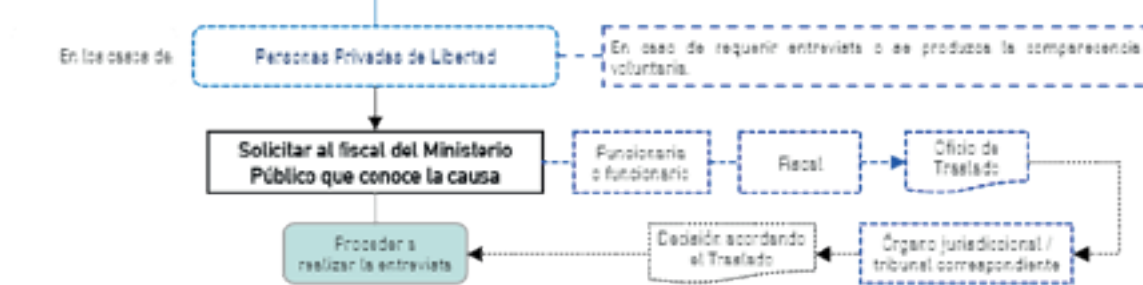 En los casos de
Personas Privadas de Libertad
En caso de requerir entrevista o se produzca la comparecencia
voluntaria.
Solicitar al fiscal del Ministerio
Público que conoce la causa
Funcionaria
o funcionario
Fiscal
Oficio de
Traslado
Proceder a
realizar la entrevista
Decisión acordando
el Traslado
Órgano jurisdiccional /
tribunal correspondiente